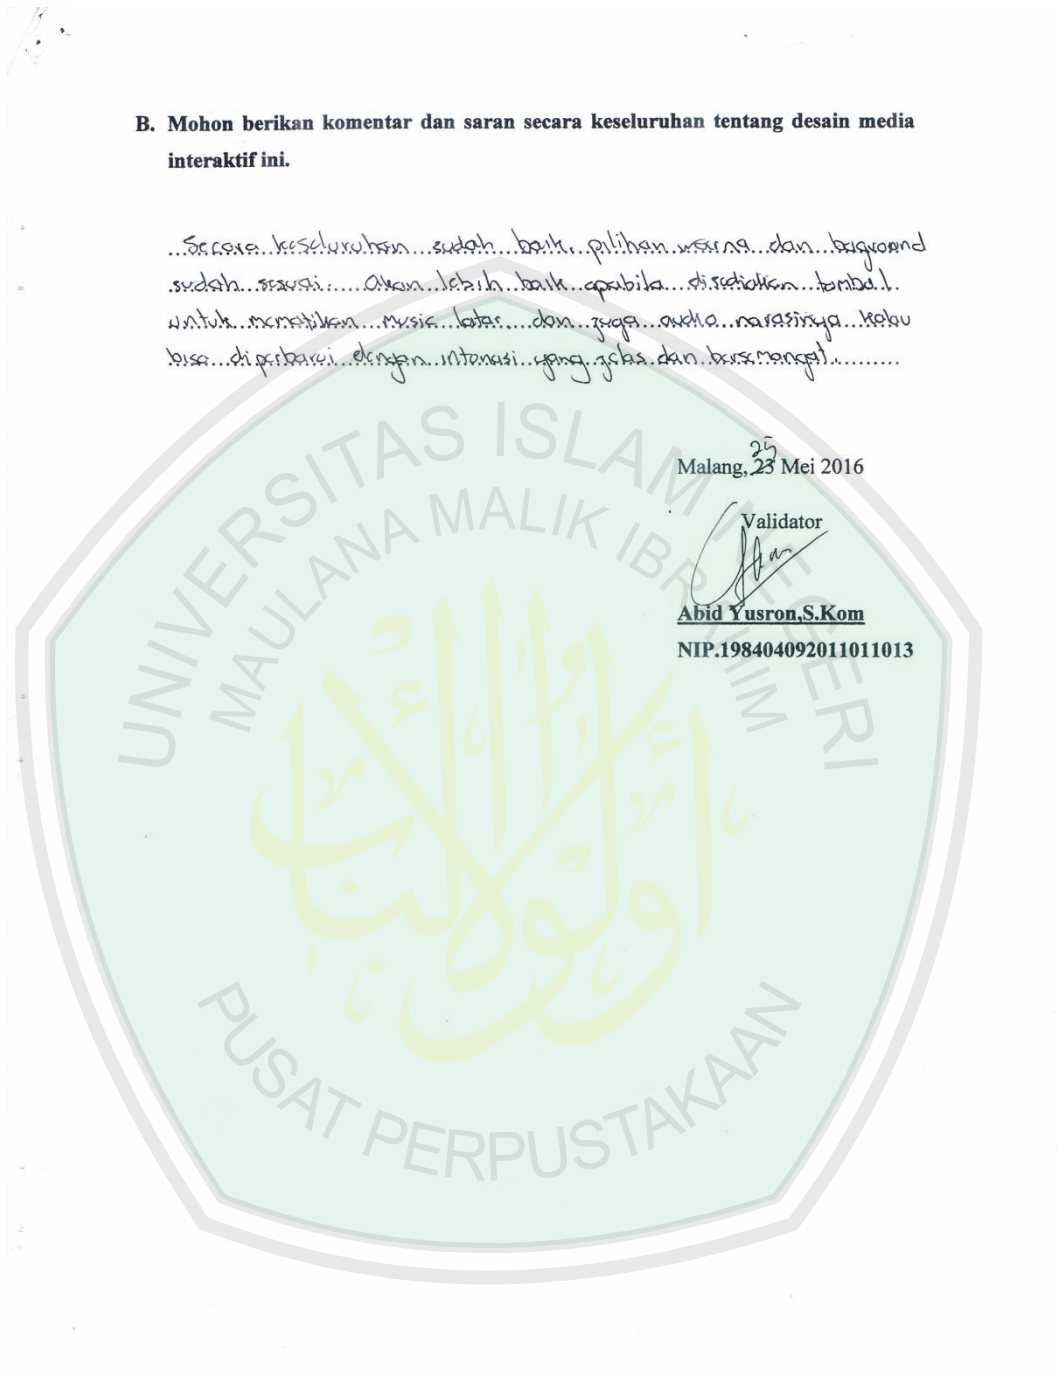 B. Mohon berikan komentar dan saran secara keseluruhan tentang desain media
interaktif ini.
Secara keseluruhan sudah baik, pilihan warna dan baground
sudah sesuai. Akan lebih baik apabila disediakan tombol
untuk mematikan music latar, dan juga audio narasinya kalau
bisa diperbarui dengan intonasi yang jelas dan bersemangat.
25
Malang, 23 Mei 2016
Validator
Abid Yusron,S.Kom
NIP.198404092011011013
UNIVERSITAS ISLAM NEGERI
MAULANA MALIK IBRAHIM
PUSAT PERPUSTAKAAN